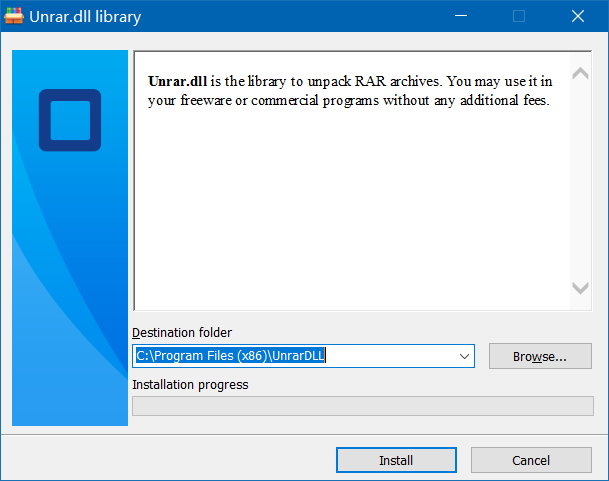 Unrar.dll library
Unrar.dll is the library to unpack RAR archives. You may use it in
your freeware or commercial programs without any additional fees.
Destination folder
C:\Program Files (x86)\UnrarDLL
Browse...
Installation progress
Install
Cancel